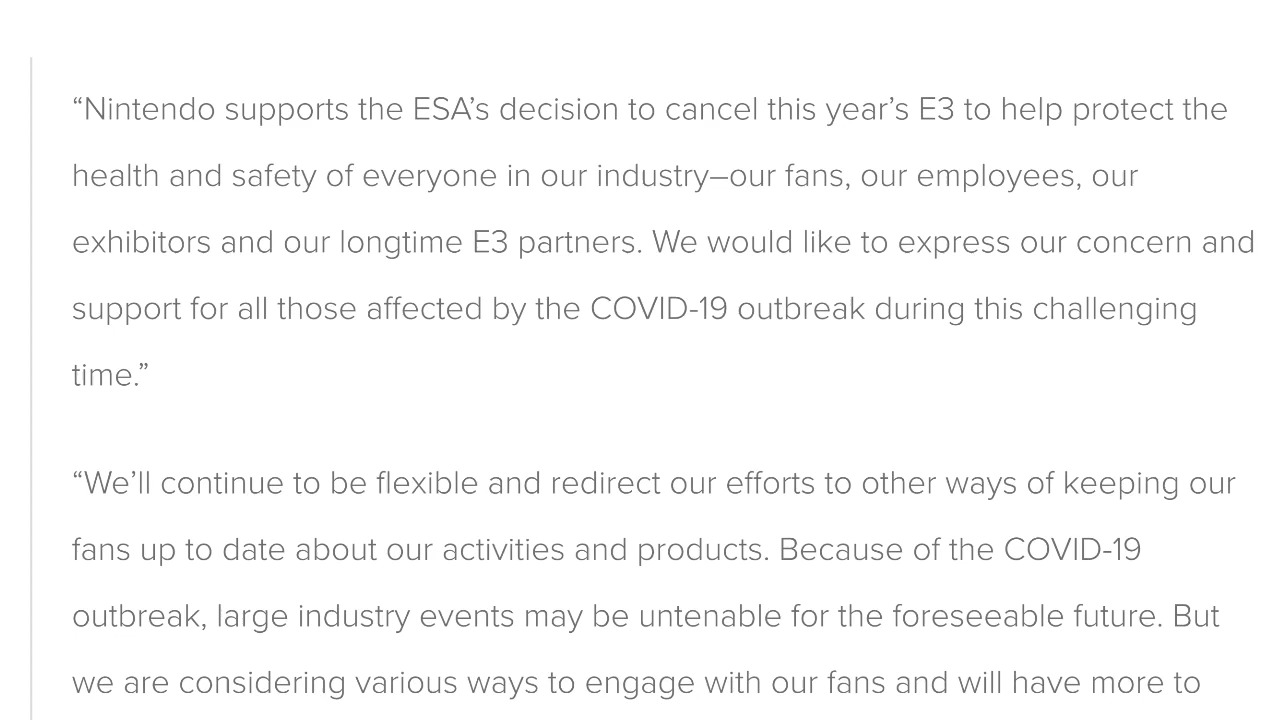 “Nintendo supports the ESA’s decision to cancel this year’s E3 to help protect the
health and safety of everyone in our industry–our fans, our employees, our
exhibitors and our longtime E3 partners. We would like to express our concern and
support for all those affected by the COVID-19 outbreak during this challenging
time.”
“We’ll continue to be flexible and redirect our efforts to other ways of keeping our
fans up to date about our activities and products. Because of the COVID-19
outbreak, large industry events may be untenable for the foreseeable future. But
we are considering various ways to engage with our fans and will have more to